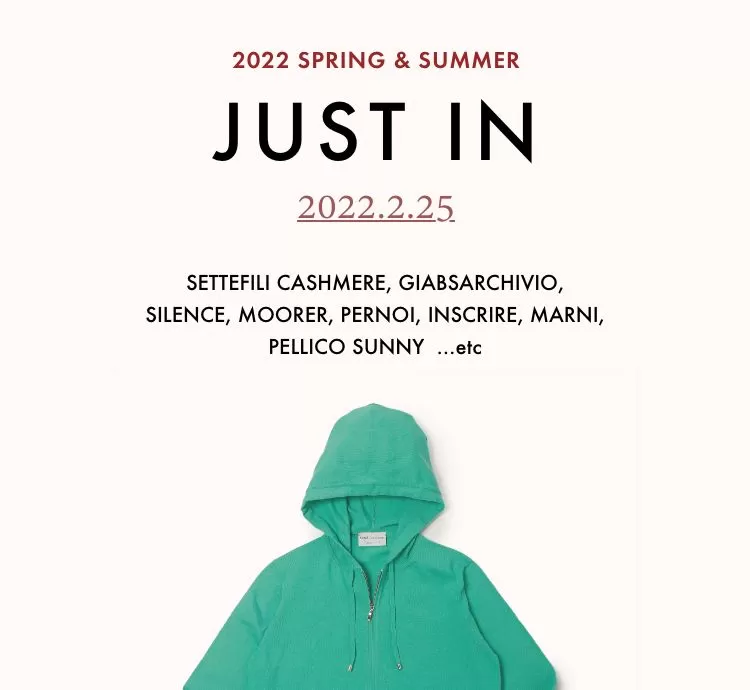 2022 SPRING & SUMMER
JUST IN
2022.2.25
SETTEFILI CASHMERE, GIABSARCHIVIO,
SILENCE, MOORER, PERNOI, INSCRIRE, MARNI,
PELLICO SUNNY ...etc